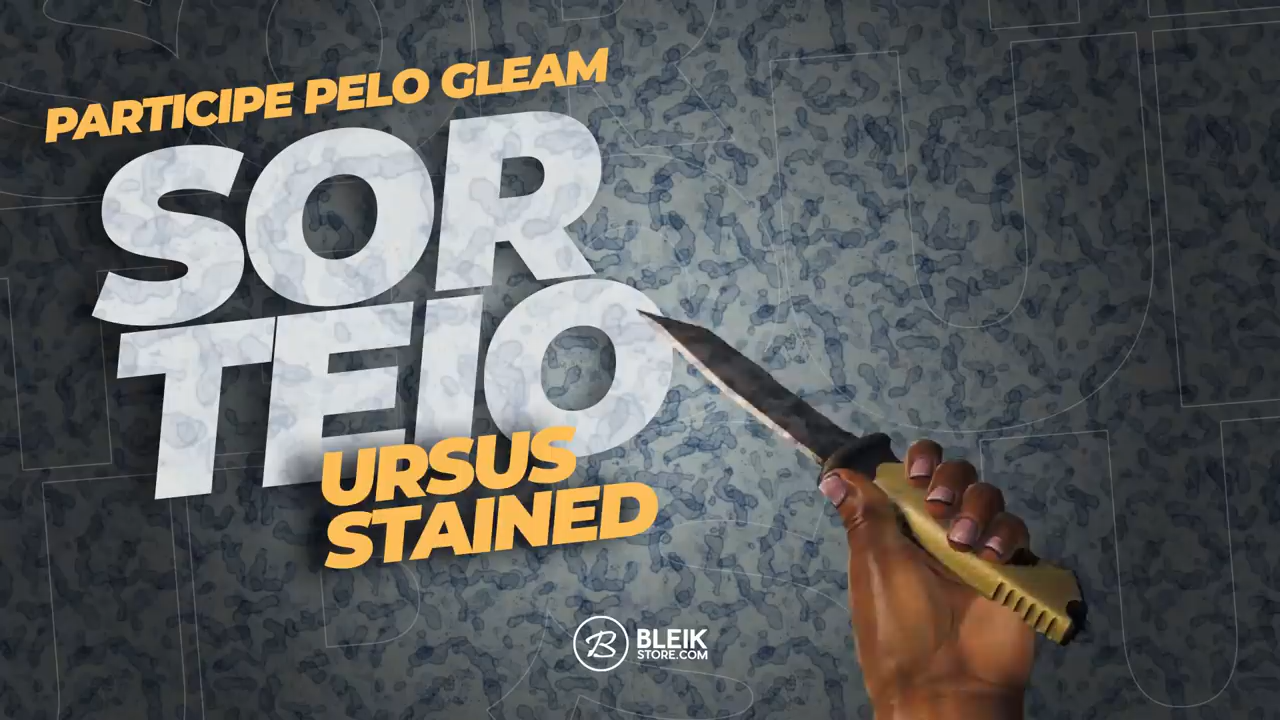 PARTICIPE PELO GLEAM
SOR
TEIO
URSUS
STAINED
B
BLEIK
STORE.COM